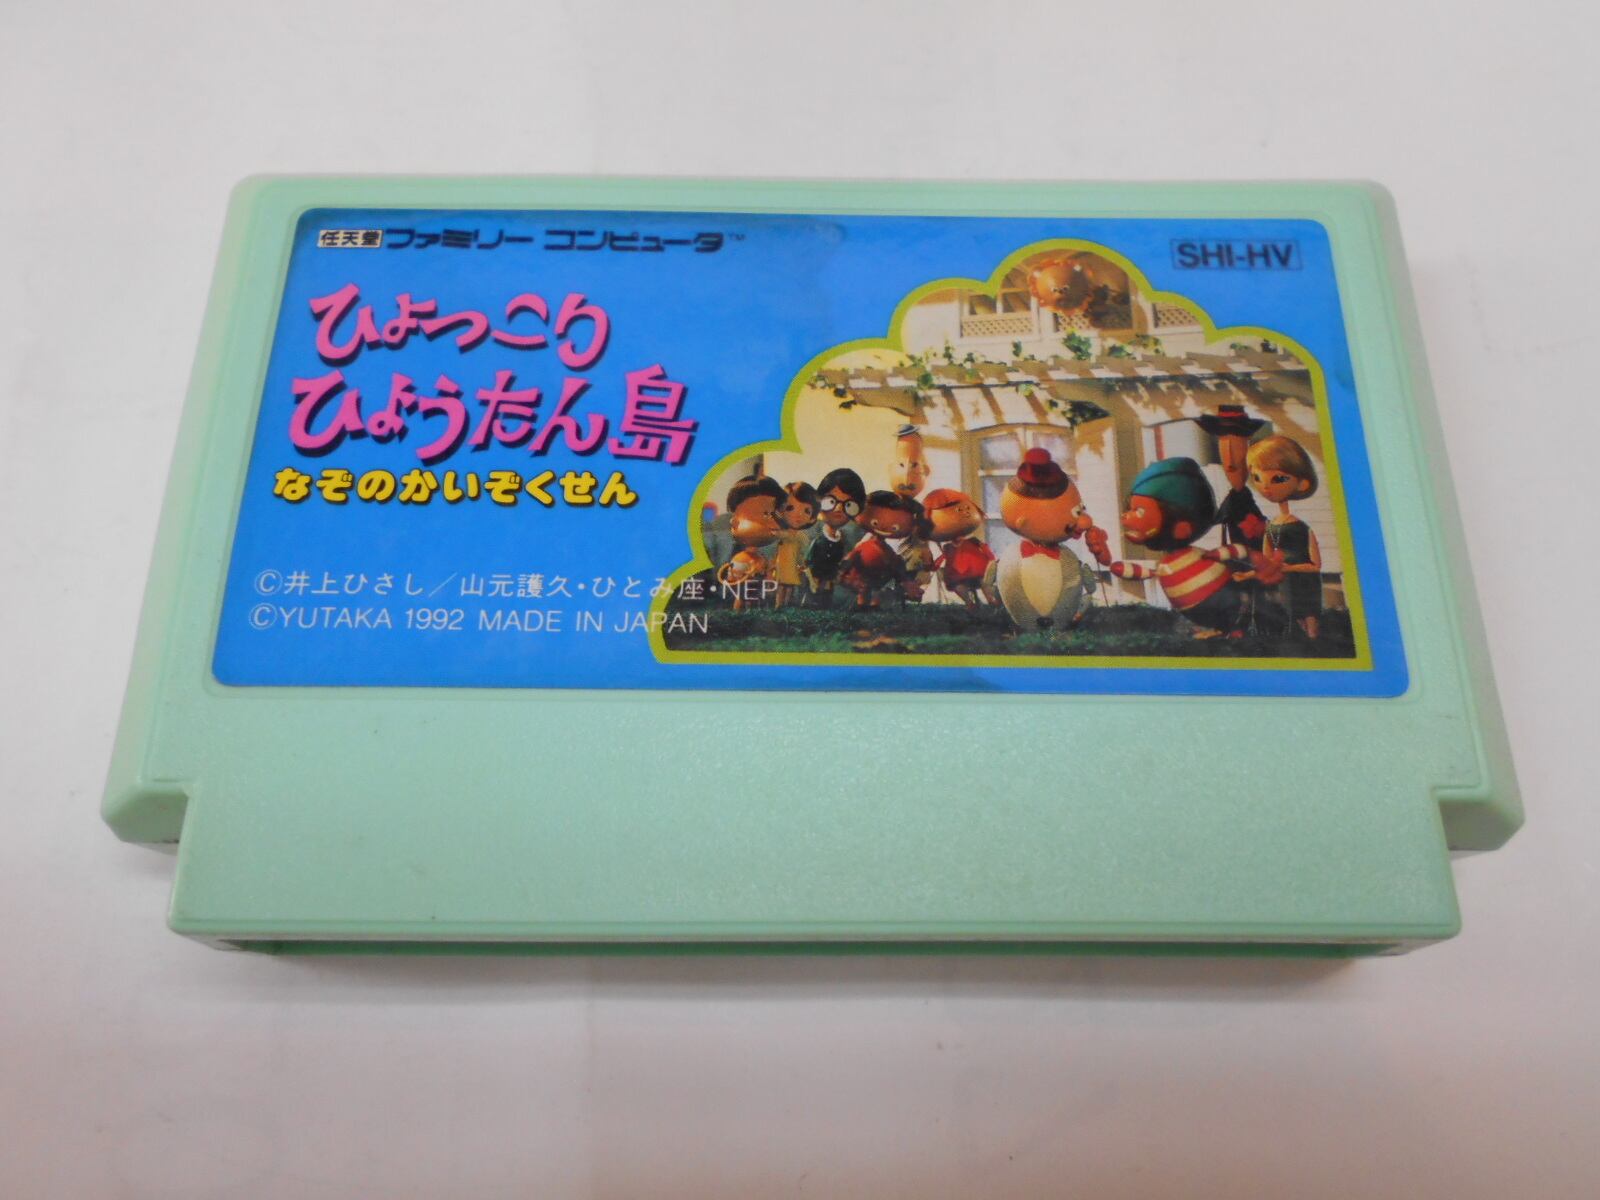 任天堂 ファミリー コンピュータ™
SHI-HV
ひょっこり
ひょうたん島
なぞのかいぞくせん
©井上ひさし／山元護久・ひとみ座・NEP
©YUTAKA 1992 MADE IN JAPAN